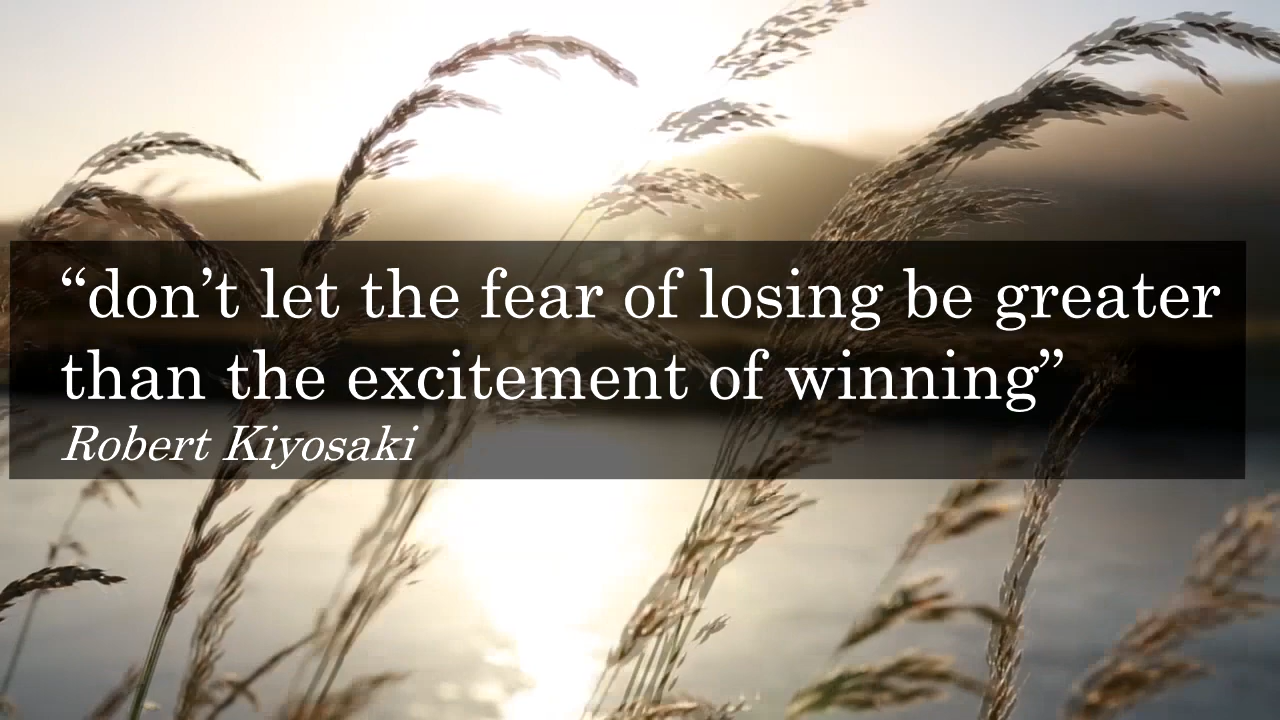 “don’t let the fear of losing be greater
than the excitement of winning”
Robert Kiyosaki